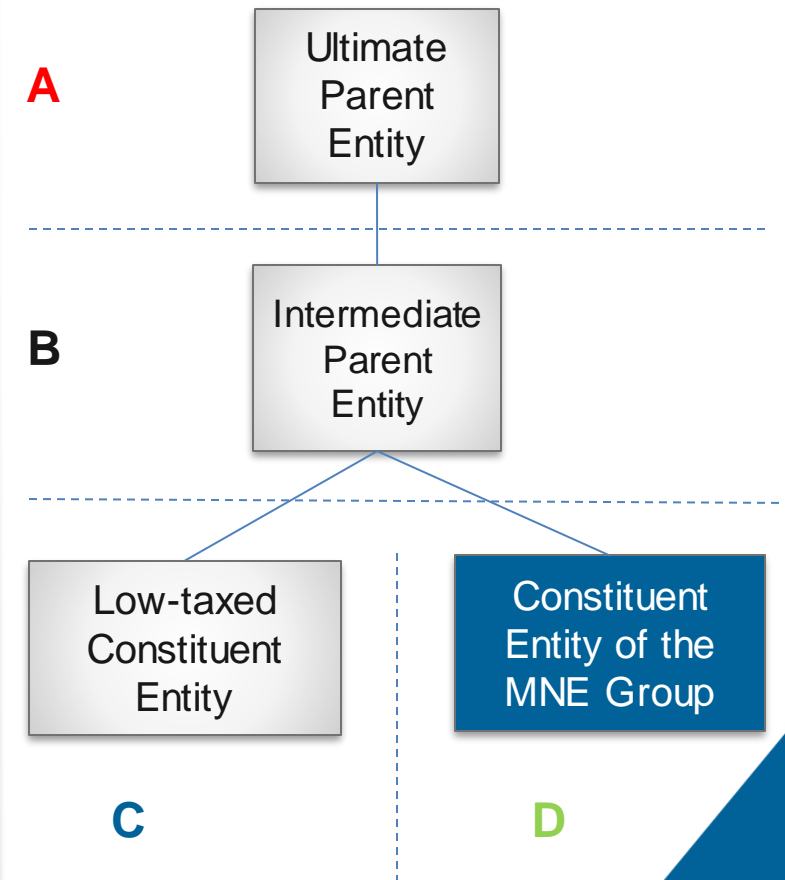 A
Ultimate
Parent
Entity
B
Intermediate
Parent
Entity
Low-taxed
Constituent
Entity
Constituent
Entity of the
MNE Group
C
D